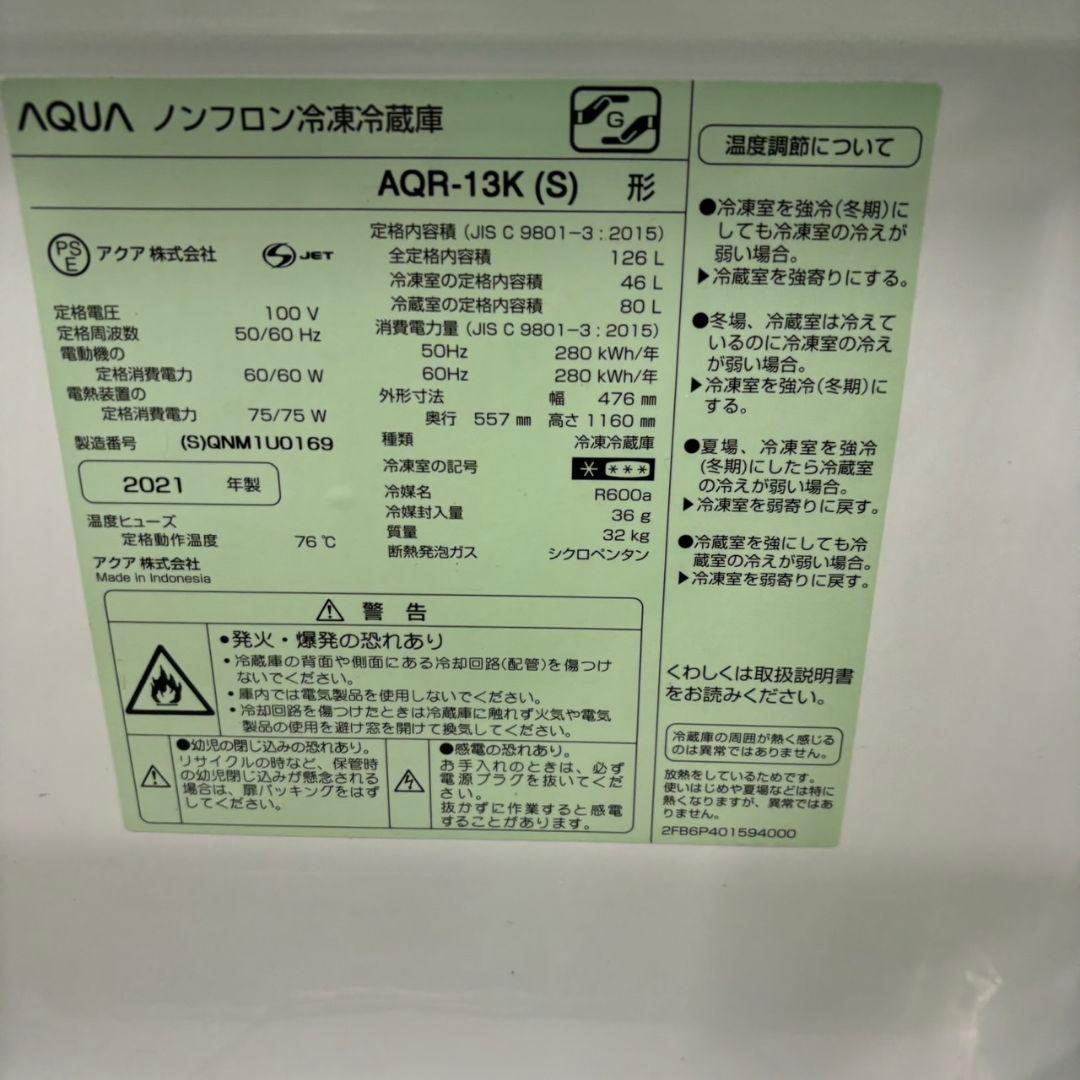 AQUA ノンフロン冷凍冷蔵庫
G
AQR-13K (S) 形
PS
E
アクア 株式会社
S JET
定格電圧 100 V
定格周波数 50/60 Hz
電動機の
定格消費電力 60/60 W
電熱装置の
定格消費電力 75/75 W
製造番号 (S)QNM1U0169
2021 年製
温度ヒューズ
定格動作温度 76 ℃
アクア 株式会社
Made in Indonesia
定格内容積 (JIS C 9801-3 : 2015)
全定格内容積 126 L
冷凍室の定格内容積 46 L
冷蔵室の定格内容積 80 L
消費電力量 (JIS C 9801-3 : 2015)
50Hz 280 kWh/年
60Hz 280 kWh/年
外形寸法 幅 476 mm
奥行 557 mm 高さ 1160 mm
種類 冷凍冷蔵庫
冷凍室の記号 * ***
冷媒名 R600a
冷媒封入量 36 g
質量 32 kg
断熱発泡ガス シクロペンタン
⚠ 警告
●発火・爆発の恐れあり
・冷蔵庫の背面や側面にある冷却回路(配管)を傷つけ
ないでください。
・庫内では電気製品を使用しないでください。
・冷却回路を傷つけたときは冷蔵庫に触れず火気や電気
製品の使用を避け窓を開けて換気してください。
●幼児の閉じ込みの恐れあり。
リサイクルの時など、保管時
の幼児閉じ込みが懸念される
場合は、扉パッキングをはず
してください。
●感電の恐れあり。
お手入れのときは、必ず
電源プラグを抜いてくだ
さい。
抜かずに作業すると感電
することがあります。
温度調節について
●冷凍室を強冷(冬期)に
しても冷凍室の冷えが
弱い場合。
▶冷蔵室を強寄りにする。
●冬場、冷蔵室は冷えて
いるのに冷凍室の冷え
が弱い場合。
▶冷凍室を強冷(冬期)に
する。
●夏場、冷凍室を強冷
(冬期)にしたら冷蔵室
の冷えが弱い場合。
▶冷凍室を弱寄りに戻す。
●冷蔵室を強にしても冷
蔵室の冷えが弱い場合。
▶冷凍室を弱寄りに戻す。
くわしくは取扱説明書
をお読みください。
冷蔵庫の周囲が熱く感じる
のは異常ではありません。
放熱をしているためです。
使いはじめや夏場などは特に
熱くなりますが、異常ではあ
りません。
2FB6P401594000